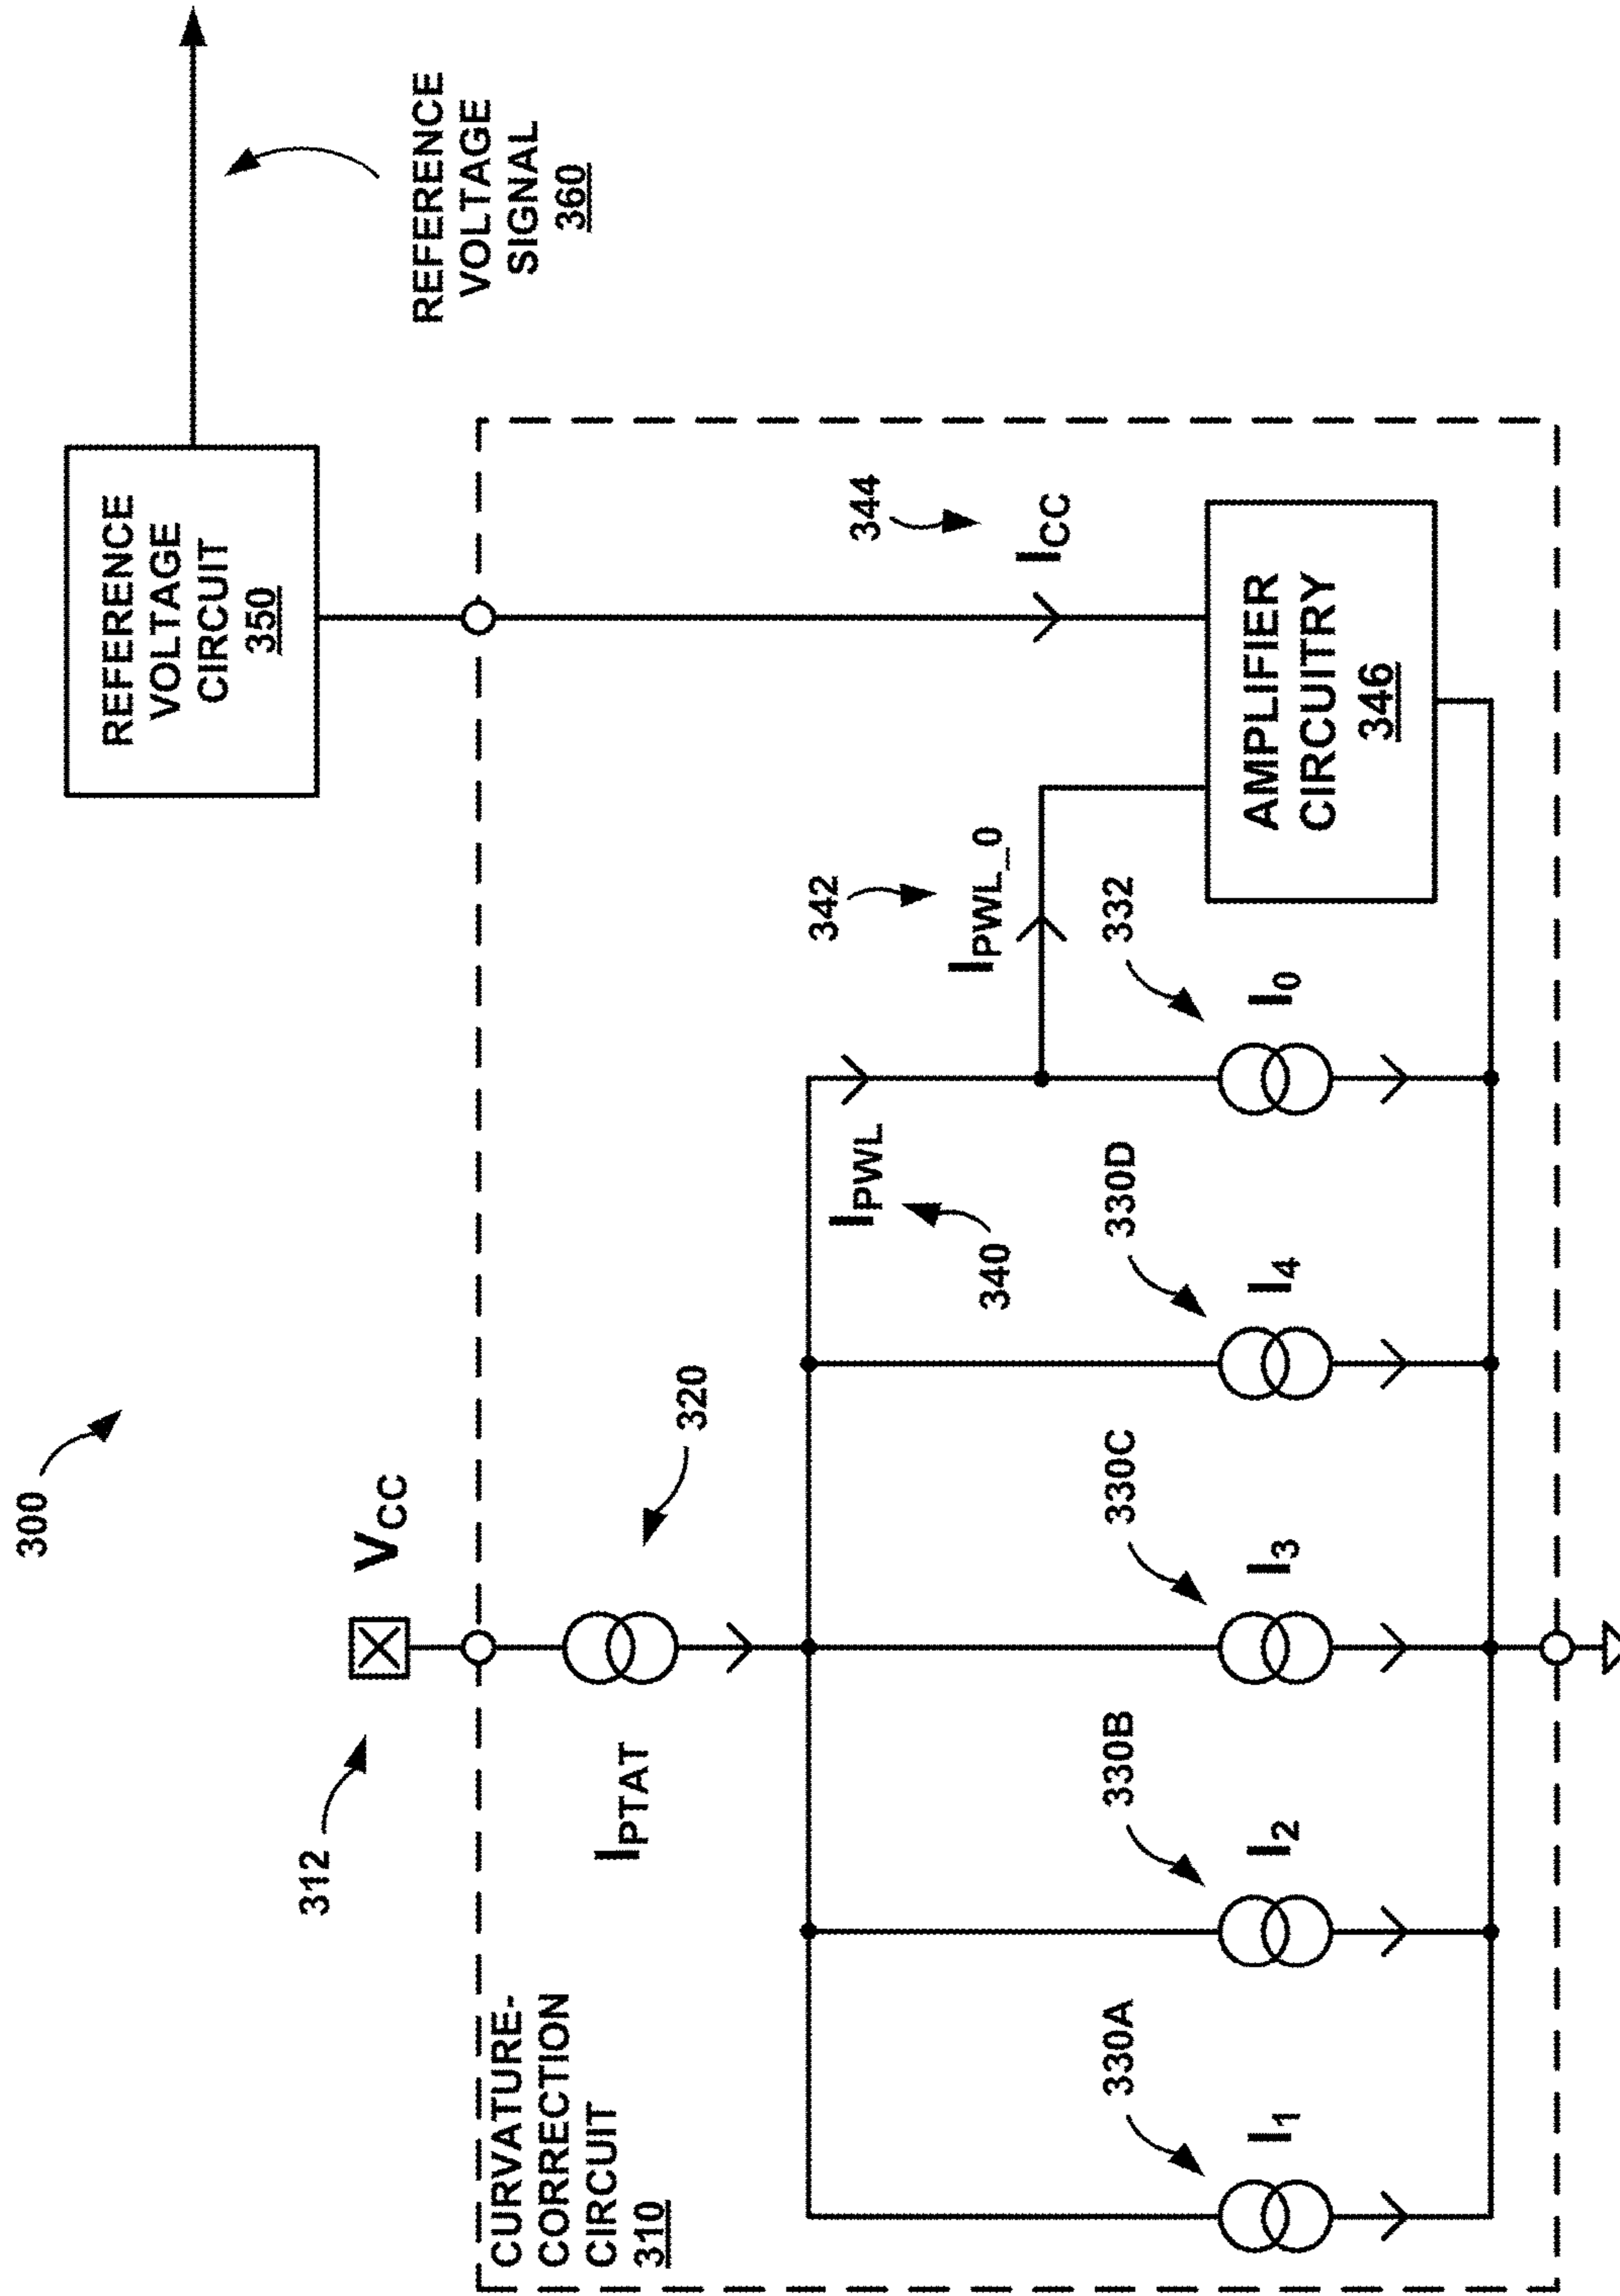 300
REFERENCE
VOLTAGE
CIRCUIT
350
REFERENCE
VOLTAGE
SIGNAL
360
312
VCC
CURVATURE-
CORRECTION
CIRCUIT
310
IPTAT
320
344
ICC
342
IPWL_0
IPWL
340
330A
I1
330B
I2
330C
I3
330D
I4
332
I0
AMPLIFIER
CIRCUITRY
346